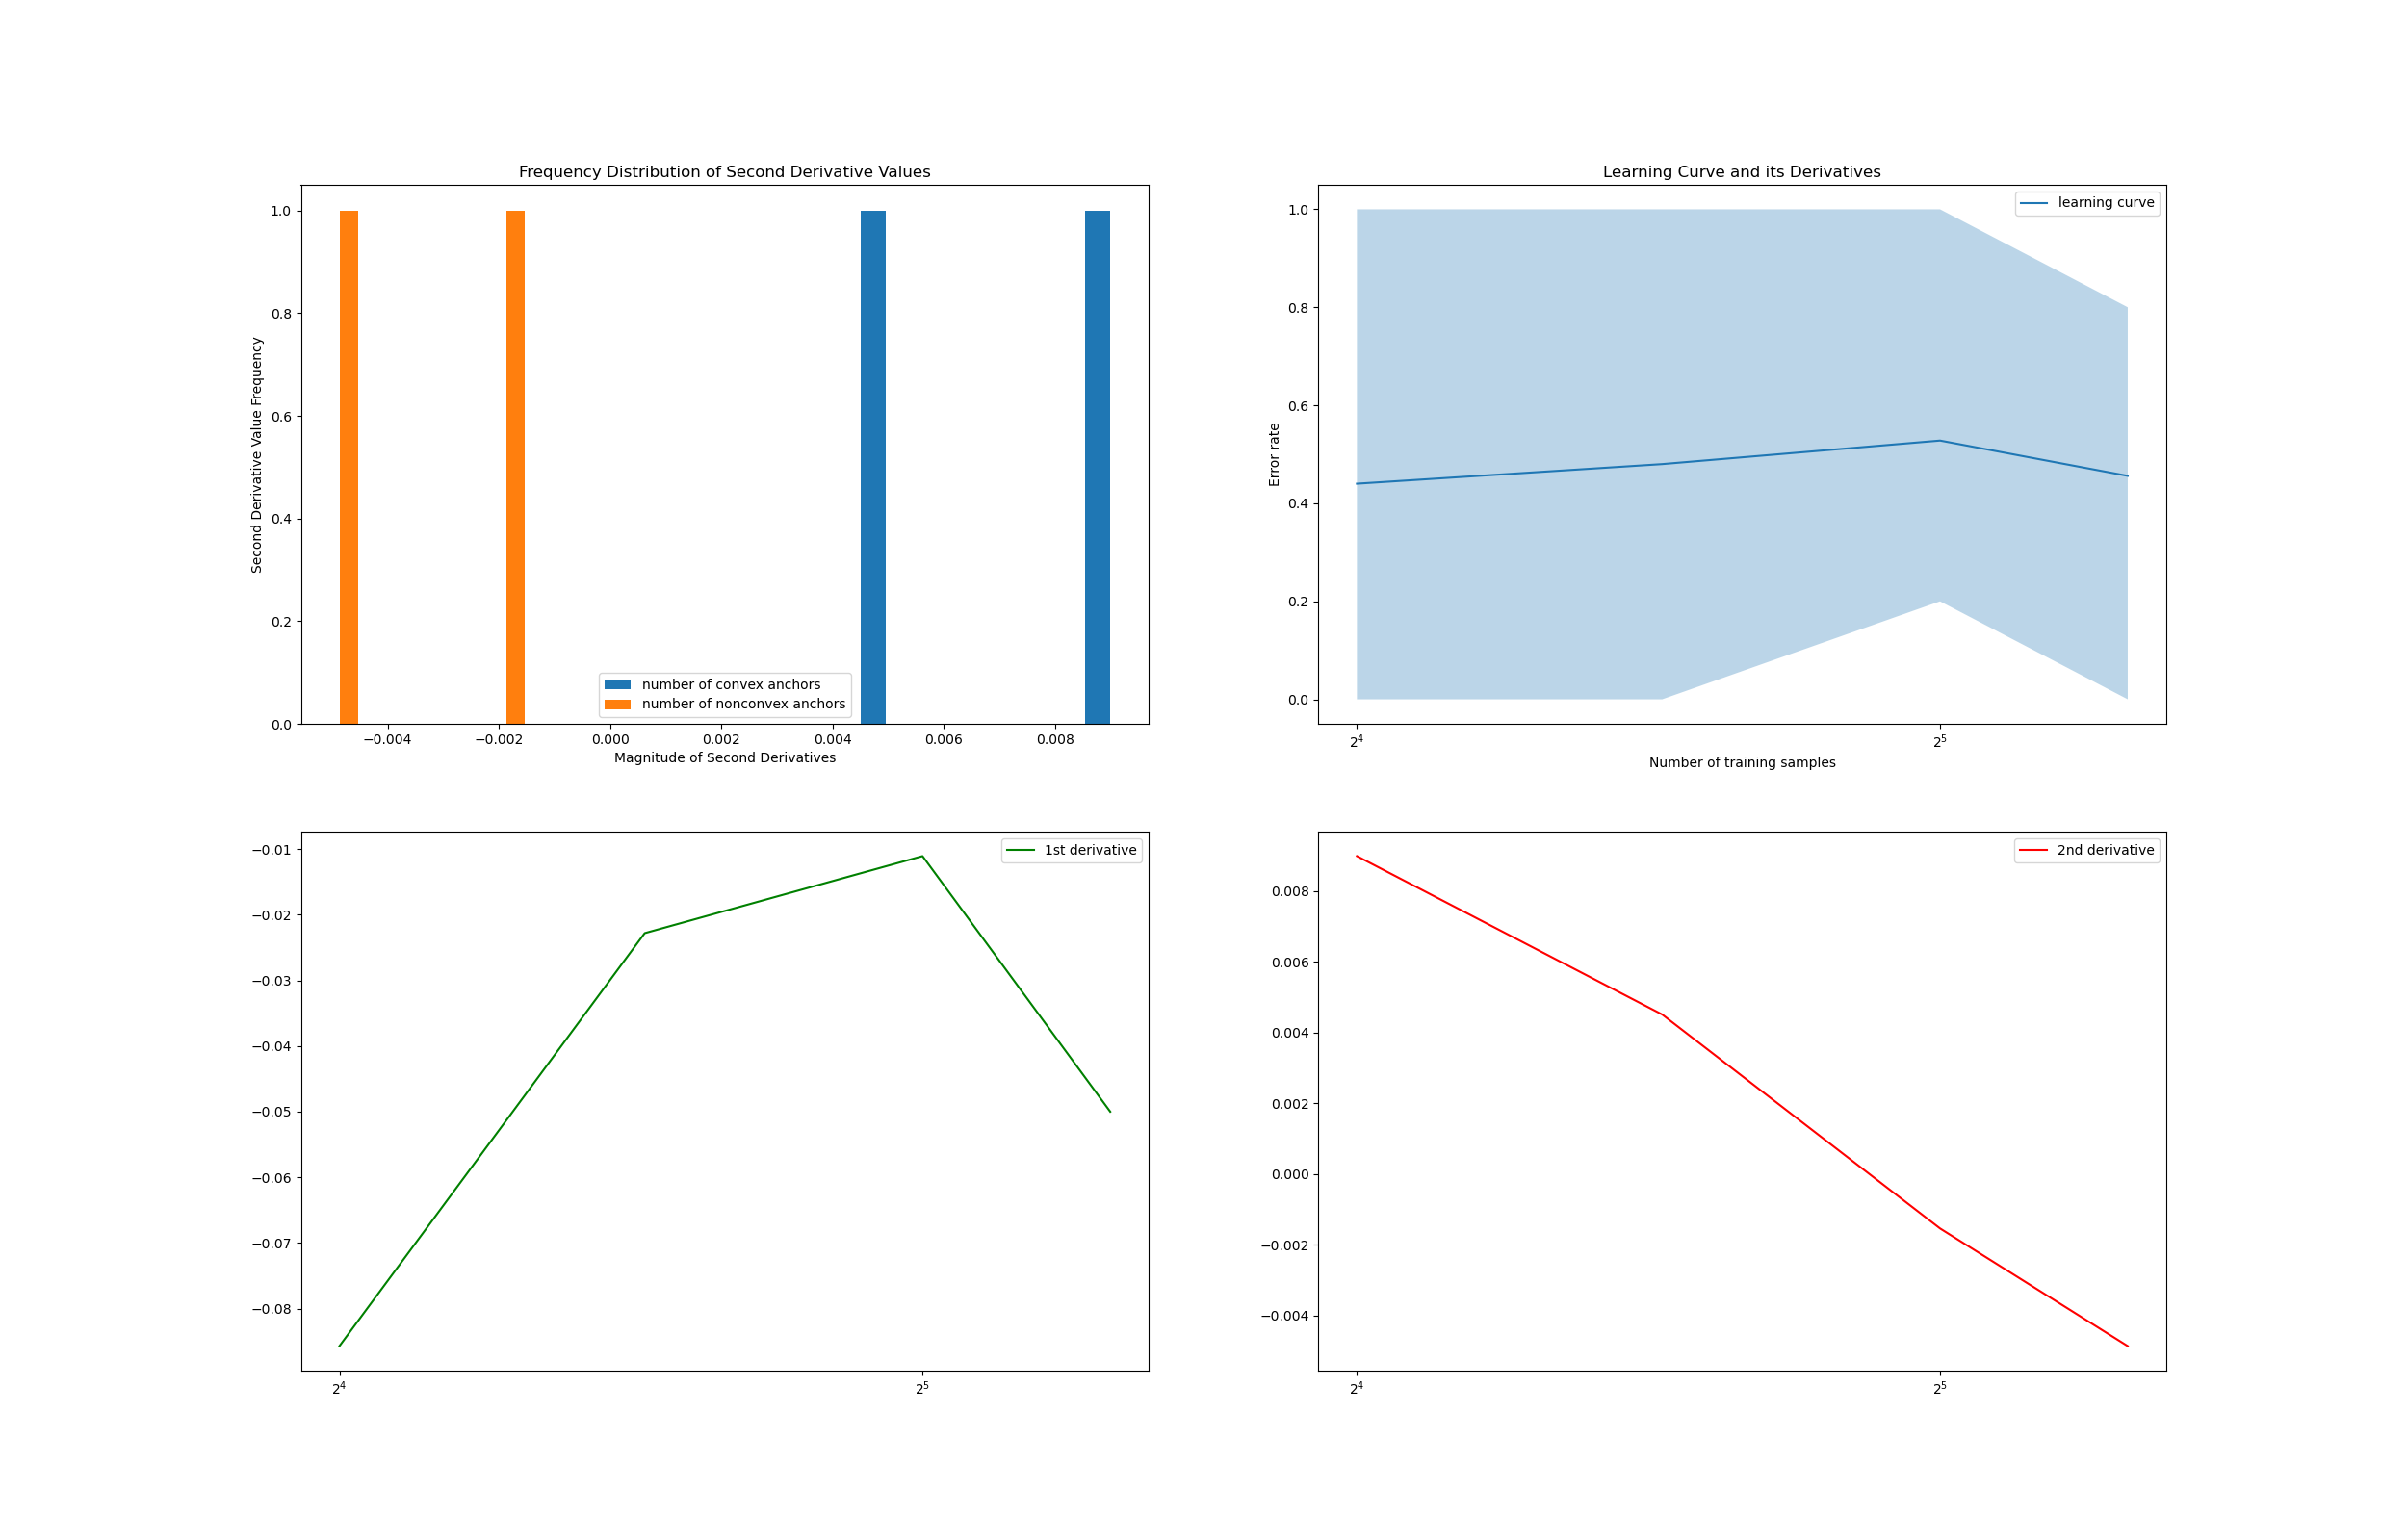 Frequency Distribution of Second Derivative Values
Second Derivative Value Frequency
1.0
0.8
0.6
0.4
0.2
0.0
number of convex anchors
number of nonconvex anchors
−0.004 −0.002 0.000 0.002 0.004 0.006 0.008
Magnitude of Second Derivatives
Learning Curve and its Derivatives
learning curve
Error rate
1.0
0.8
0.6
0.4
0.2
0.0
2⁴ 2⁵
Number of training samples
1st derivative
−0.01
−0.02
−0.03
−0.04
−0.05
−0.06
−0.07
−0.08
2⁴ 2⁵
2nd derivative
0.008
0.006
0.004
0.002
0.000
−0.002
−0.004
2⁴ 2⁵